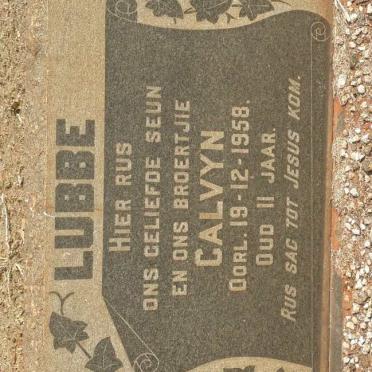 LUBBE
HIER RUS
ONS GELIEFDE SEUN
EN ONS BROERTJIE
CALVYN
OORL. 19-12-1958.
OUD 11 JAAR.
RUS SAG TOT JESUS KOM.